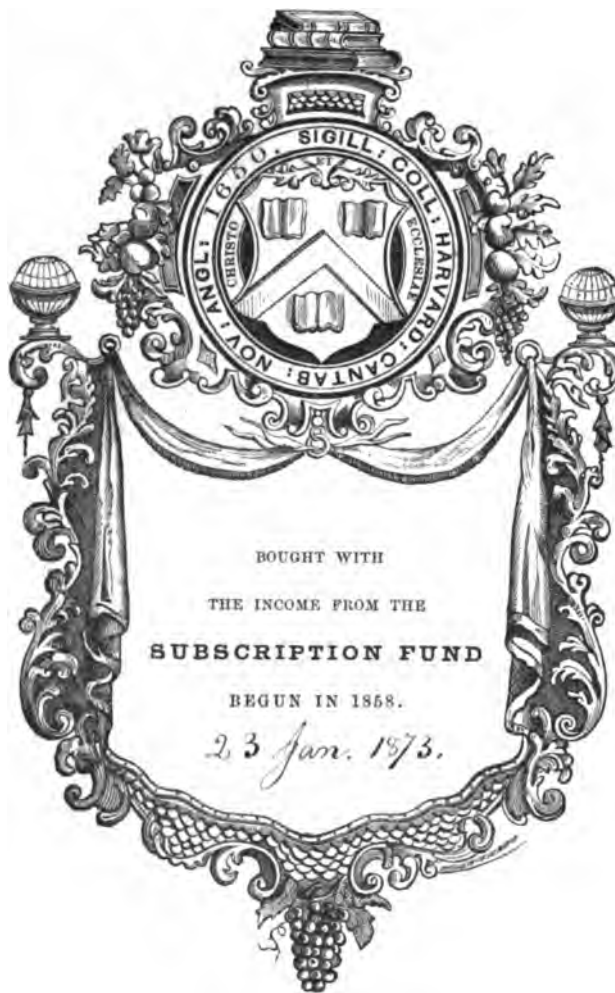 SIGILL: COLL: HARVARD: CANTAB: NOV: ANGL: 1650.
CHRISTO
ET
ECCLESIAE
BOUGHT WITH
THE INCOME FROM THE
SUBSCRIPTION FUND
BEGUN IN 1858.
23 Jan. 1873.